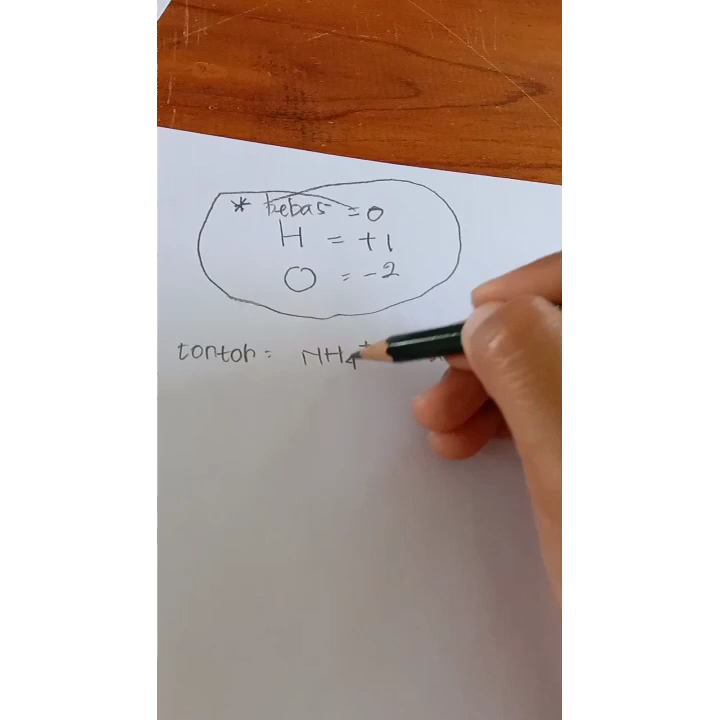 * bebas = 0
H = +1
O = -2
contoh = NH4+